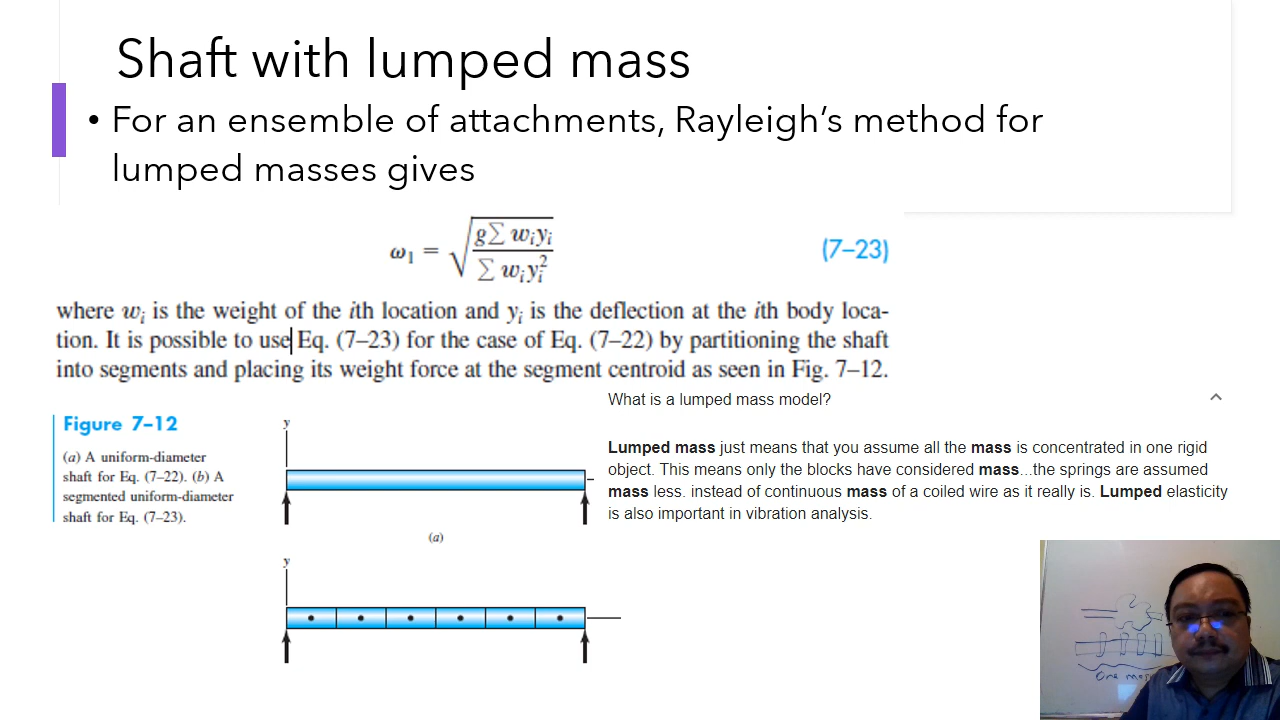 Shaft with lumped mass
• For an ensemble of attachments, Rayleigh’s method for
lumped masses gives
ω₁ = √(g∑ wᵢyᵢ / ∑ wᵢyᵢ²)
(7–23)
where wᵢ is the weight of the ith location and yᵢ is the deflection at the ith body loca-
tion. It is possible to use Eq. (7–23) for the case of Eq. (7–22) by partitioning the shaft
into segments and placing its weight force at the segment centroid as seen in Fig. 7–12.
What is a lumped mass model?
Lumped mass just means that you assume all the mass is concentrated in one rigid
object. This means only the blocks have considered mass...the springs are assumed
mass less. instead of continuous mass of a coiled wire as it really is. Lumped elasticity
is also important in vibration analysis.
Figure 7–12
(a) A uniform-diameter
shaft for Eq. (7–22). (b) A
segmented uniform-diameter
shaft for Eq. (7–23).
y
(a)
y
One